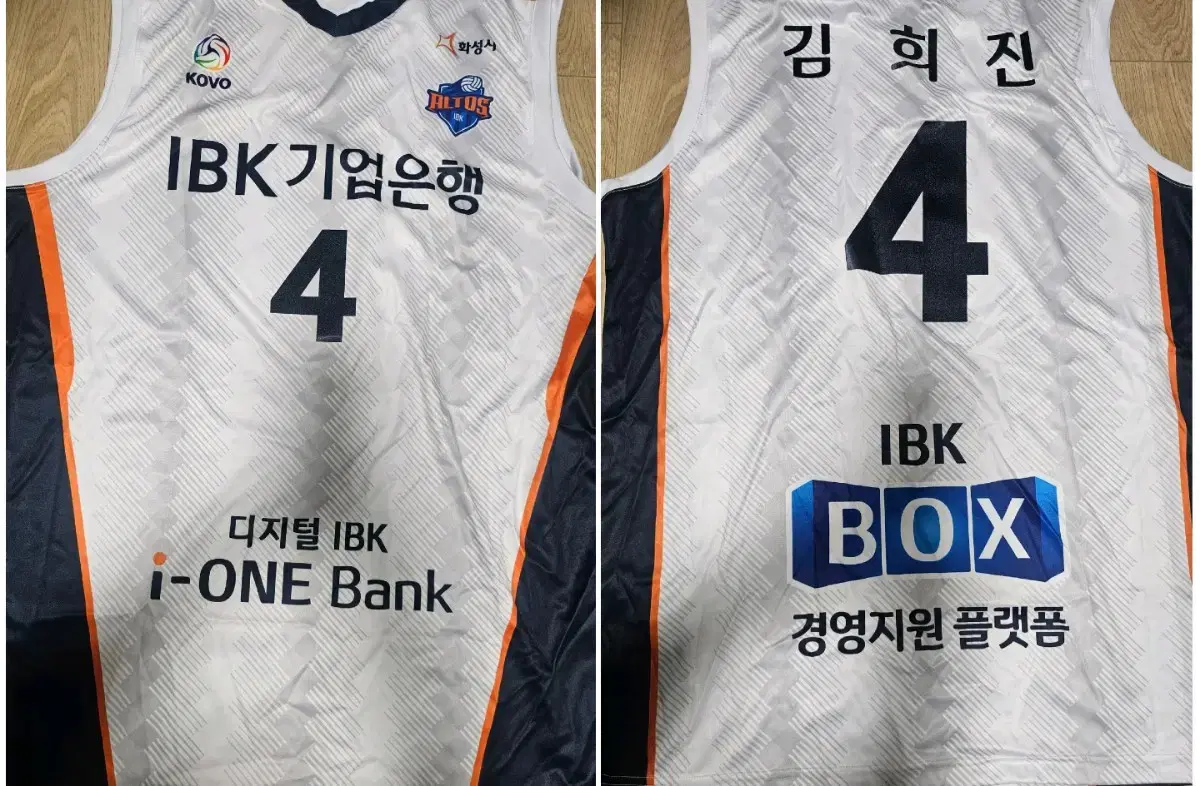 KOVO
화성시
ALTOS
IBK
IBK기업은행
4
디지털 IBK
i-ONE Bank
김희진
4
IBK
BOX
경영지원 플랫폼